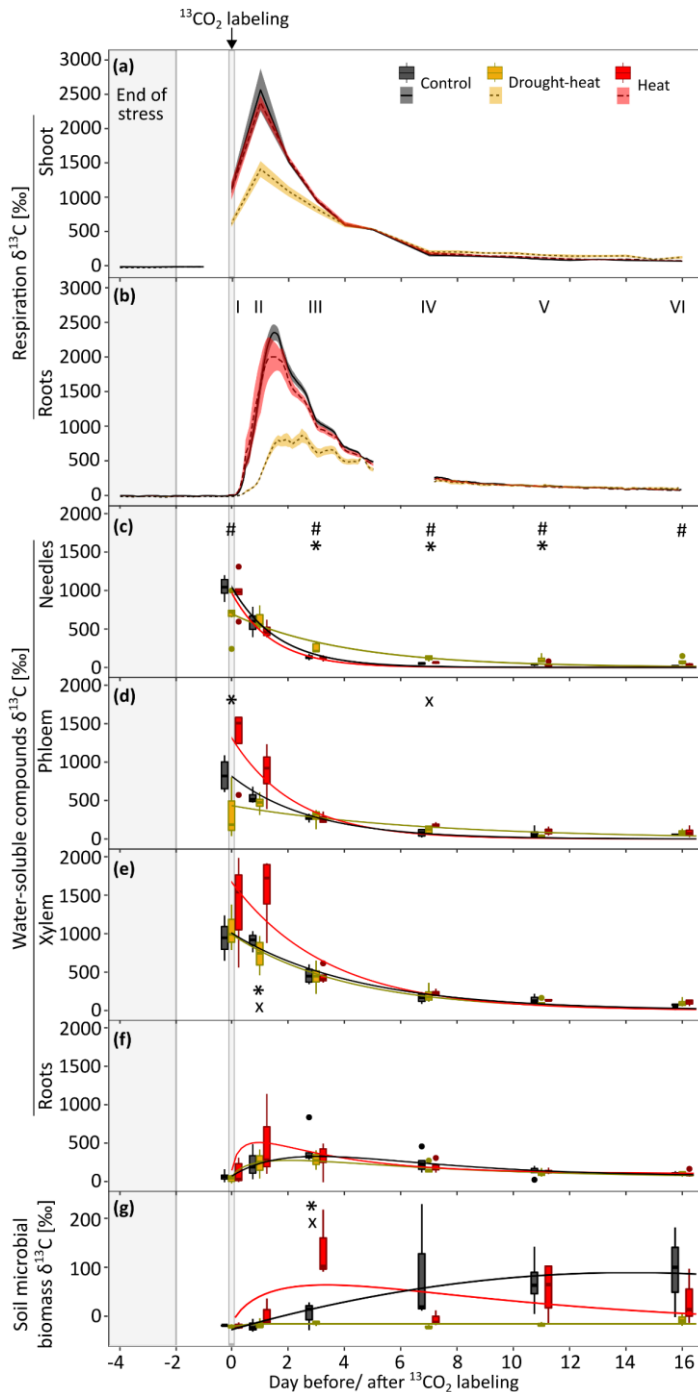 ¹³CO₂ labeling
(a)
End of
stress
Control
Drought-heat
Heat
3000
2500
2000
1500
1000
500
0
Shoot
Respiration δ¹³C [‰]
(b)
I II III IV V VI
3000
2500
2000
1500
1000
500
0
Roots
(c)
# # # # #
* * *
2000
1500
1000
500
0
Needles
Water-soluble compounds δ¹³C [‰]
(d)
* x
2000
1500
1000
500
0
Phloem
(e)
*
x
2000
1500
1000
500
0
Xylem
(f)
2000
1500
1000
500
0
Roots
(g)
*
x
200
100
0
Soil microbial
biomass δ¹³C [‰]
-4 -2 0 2 4 6 8 10 12 14 16
Day before/ after ¹³CO₂ labeling